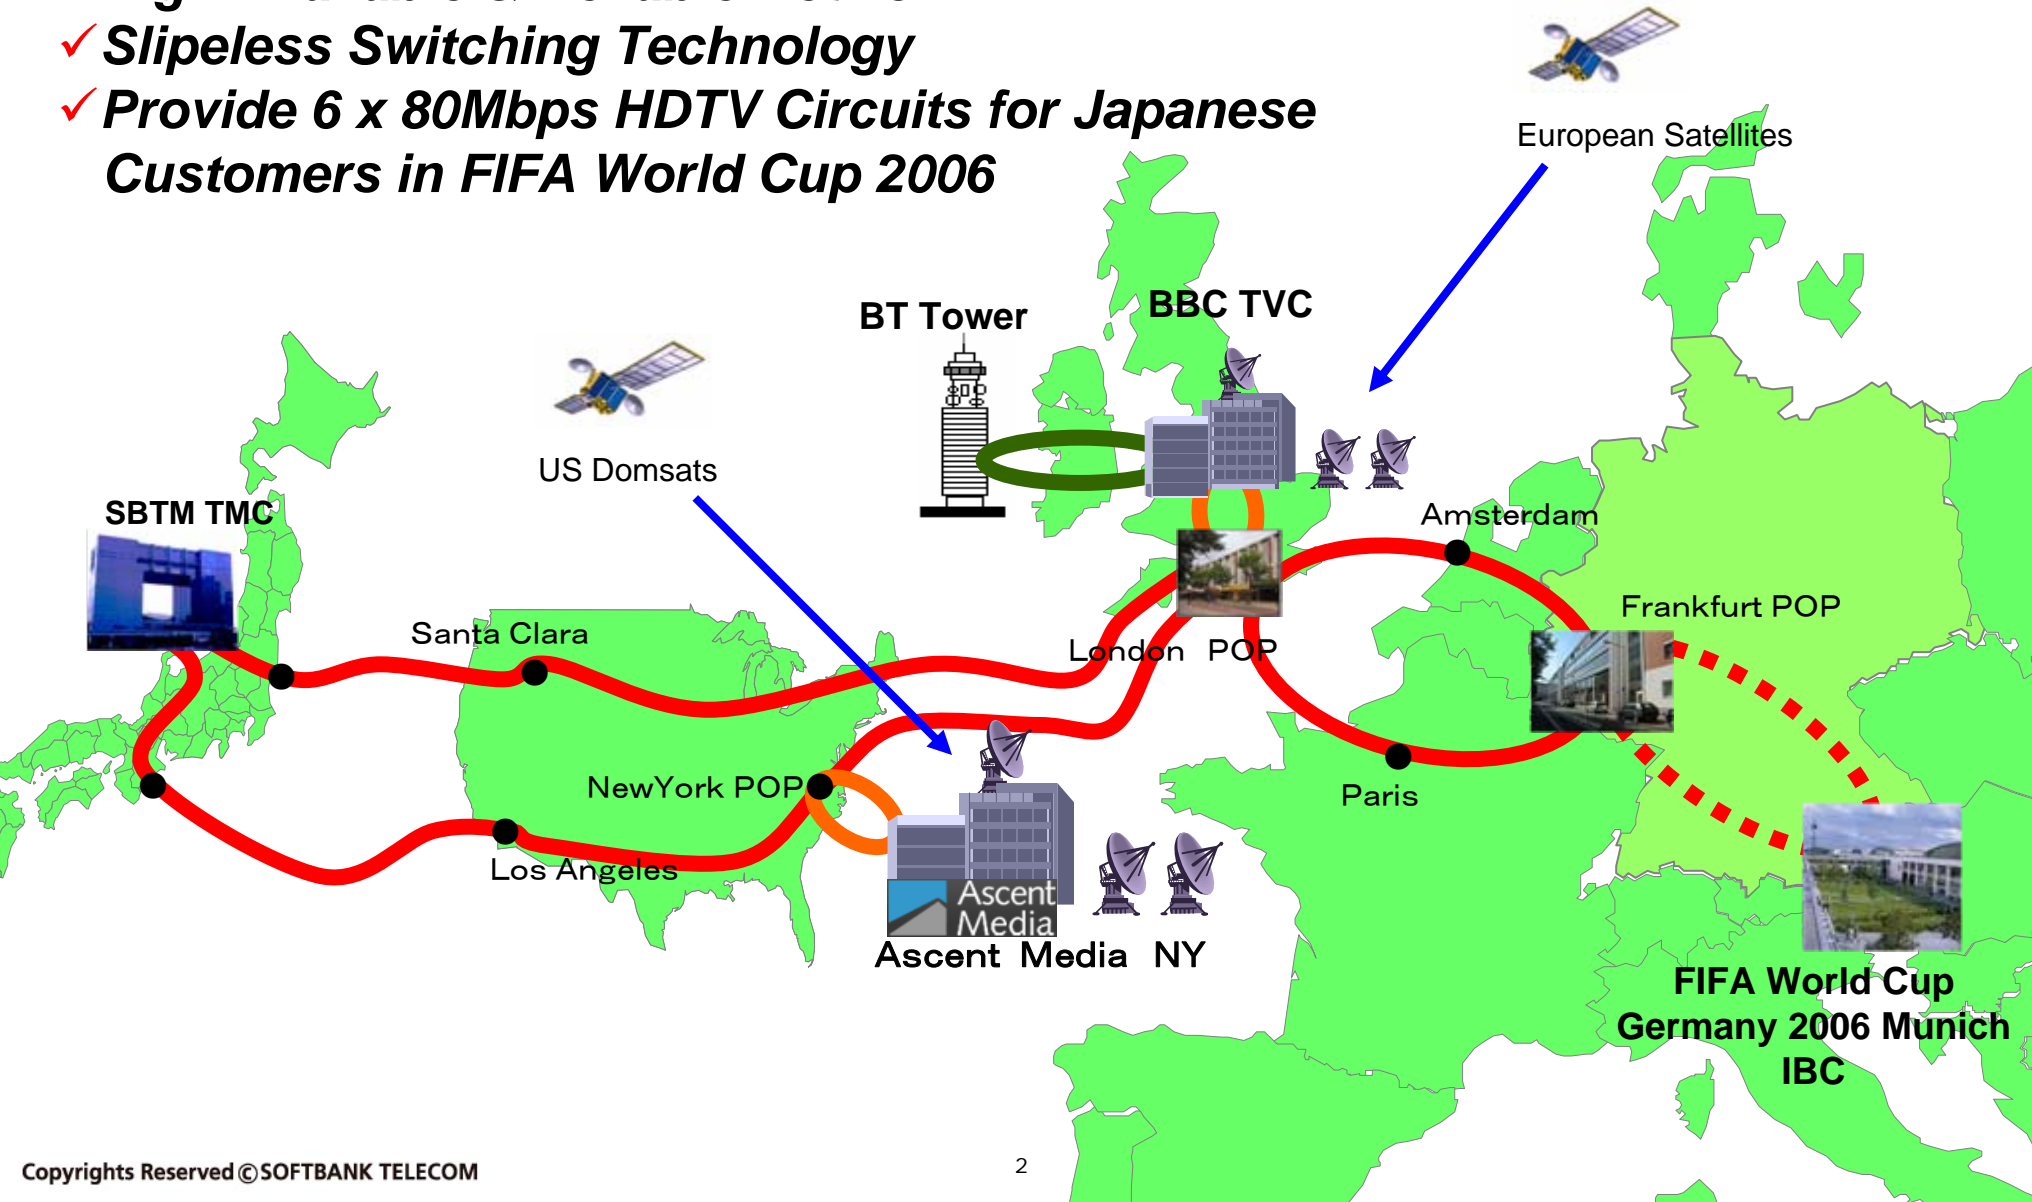 Slipeless Switching Technology
Provide 6 x 80Mbps HDTV Circuits for Japanese
Customers in FIFA World Cup 2006
European Satellites
BBC TVC
BT Tower
US Domsats
SBTM TMC
Amsterdam
Frankfurt POP
Santa Clara
London POP
NewYork POP
Paris
Los Angeles
Ascent
Media
Ascent Media NY
FIFA World Cup
Germany 2006 Munich
IBC
Copyrights Reserved © SOFTBANK TELECOM
2